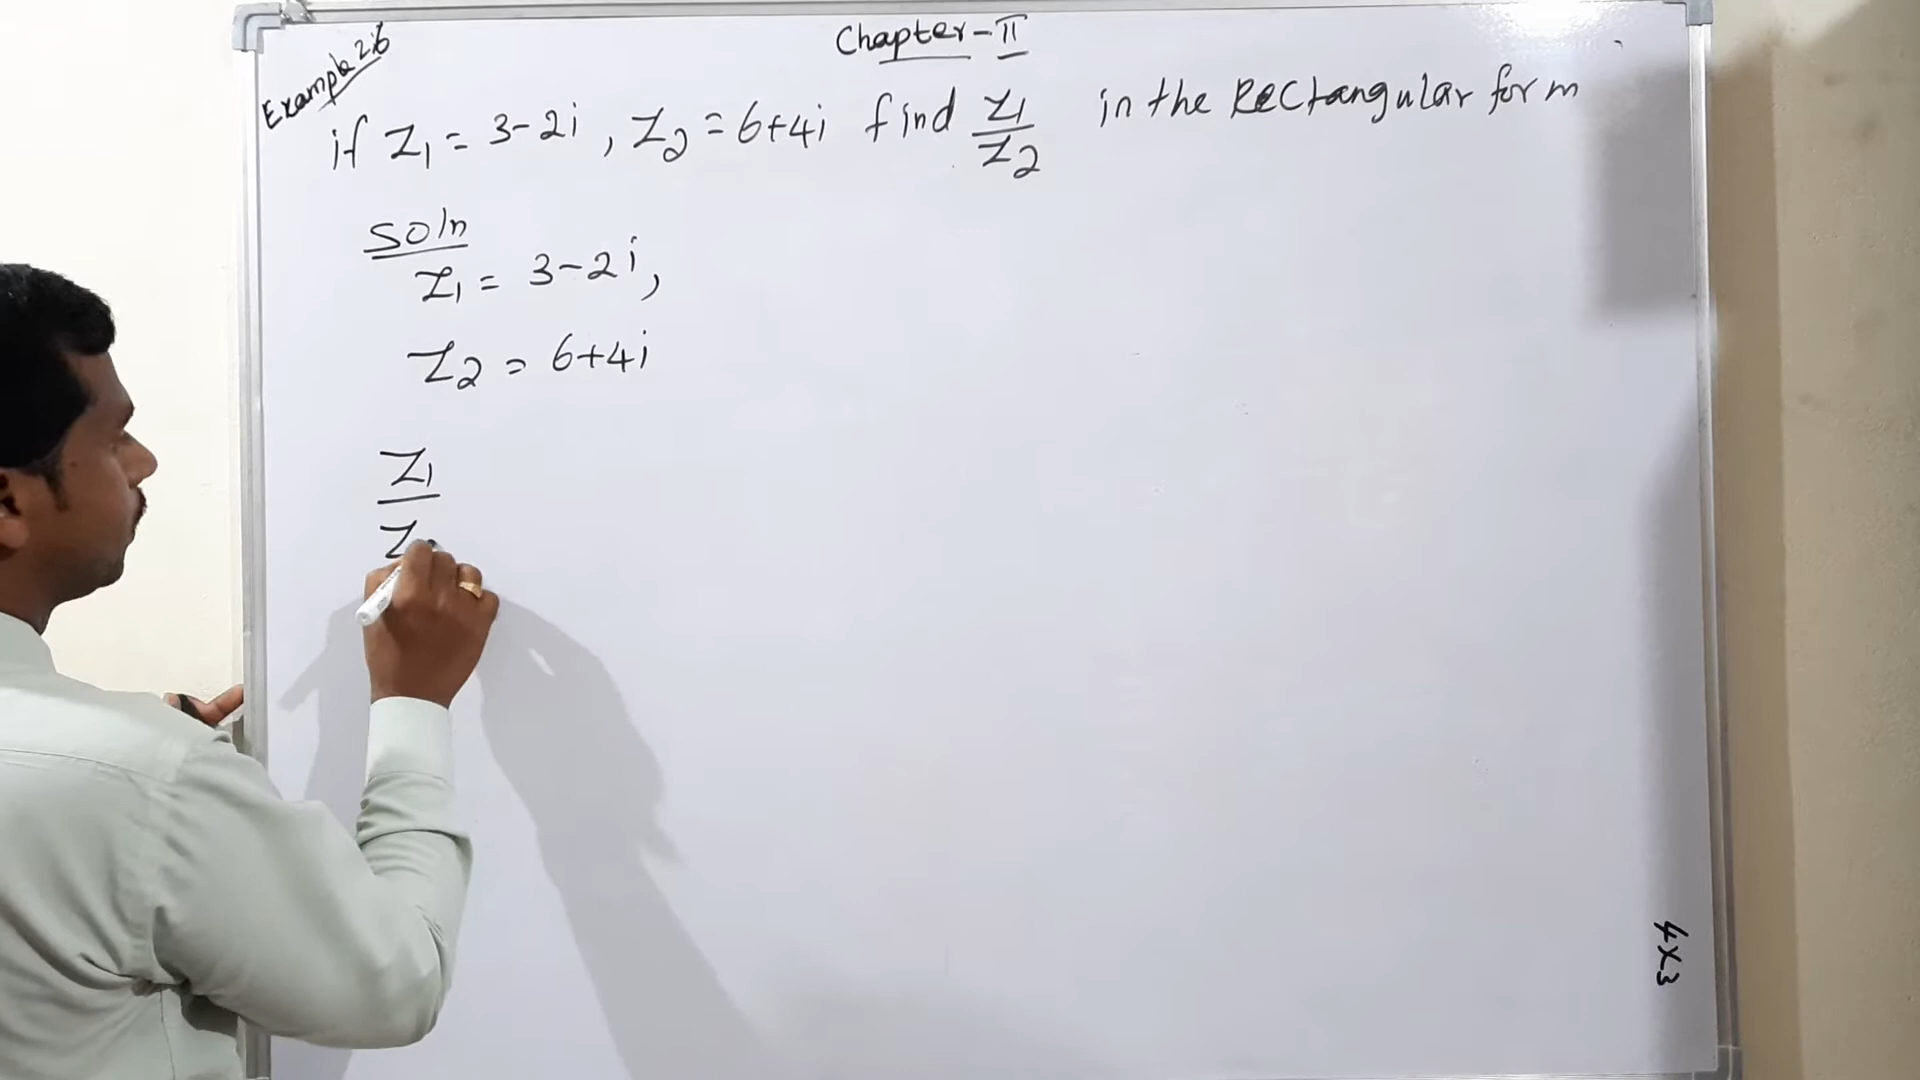 Chapter-II
Example 2.6
if Z₁ = 3-2i, Z₂ = 6+4i find Z₁/Z₂ in the Rectangular form
Soln
Z₁ = 3-2i,
Z₂ = 6+4i
Z₁
Z
4x3